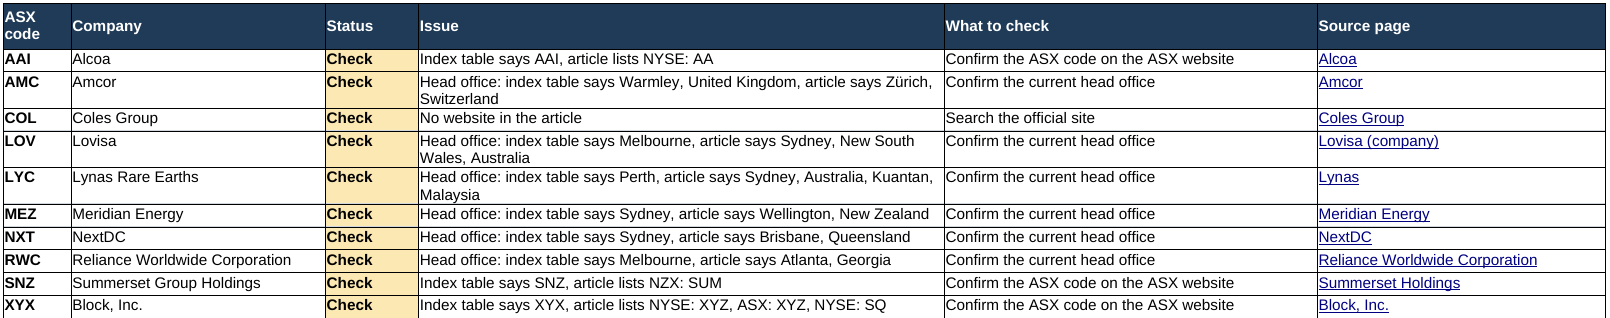 ASX code Company Status Issue What to check Source page
AAI Alcoa Check Index table says AAI, article lists NYSE: AA Confirm the ASX code on the ASX website Alcoa
AMC Amcor Check Head office: index table says Warmley, United Kingdom, article says Zürich, Switzerland Confirm the current head office Amcor
COL Coles Group Check No website in the article Search the official site Coles Group
LOV Lovisa Check Head office: index table says Melbourne, article says Sydney, New South Wales, Australia Confirm the current head office Lovisa (company)
LYC Lynas Rare Earths Check Head office: index table says Perth, article says Sydney, Australia, Kuantan, Malaysia Confirm the current head office Lynas
MEZ Meridian Energy Check Head office: index table says Sydney, article says Wellington, New Zealand Confirm the current head office Meridian Energy
NXT NextDC Check Head office: index table says Sydney, article says Brisbane, Queensland Confirm the current head office NextDC
RWC Reliance Worldwide Corporation Check Head office: index table says Melbourne, article says Atlanta, Georgia Confirm the current head office Reliance Worldwide Corporation
SNZ Summerset Group Holdings Check Index table says SNZ, article lists NZX: SUM Confirm the ASX code on the ASX website Summerset Holdings
XYX Block, Inc. Check Index table says XYX, article lists NYSE: XYZ, ASX: XYZ, NYSE: SQ Confirm the ASX code on the ASX website Block, Inc.